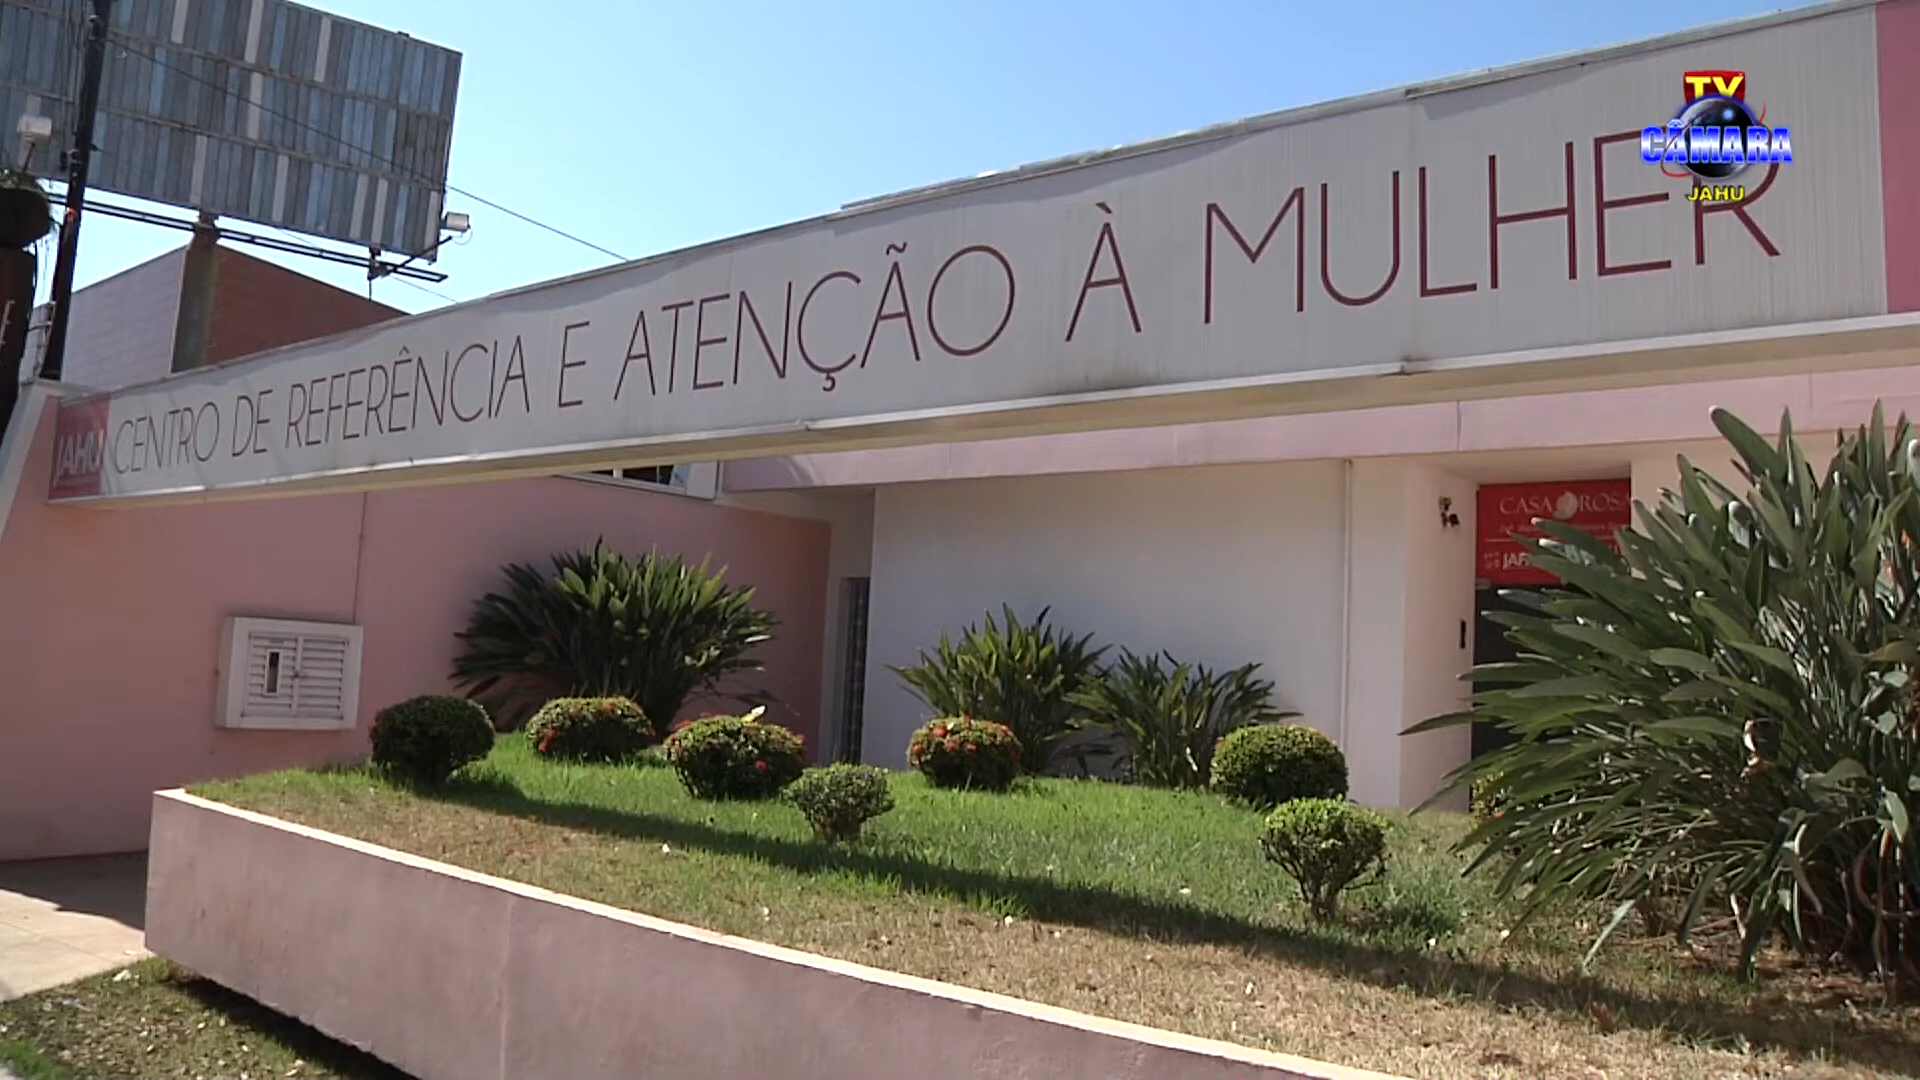 TV
CÂMARA
JAHU
JAHU
CENTRO DE REFERÊNCIA E ATENÇÃO À MULHER
CASA ROSA